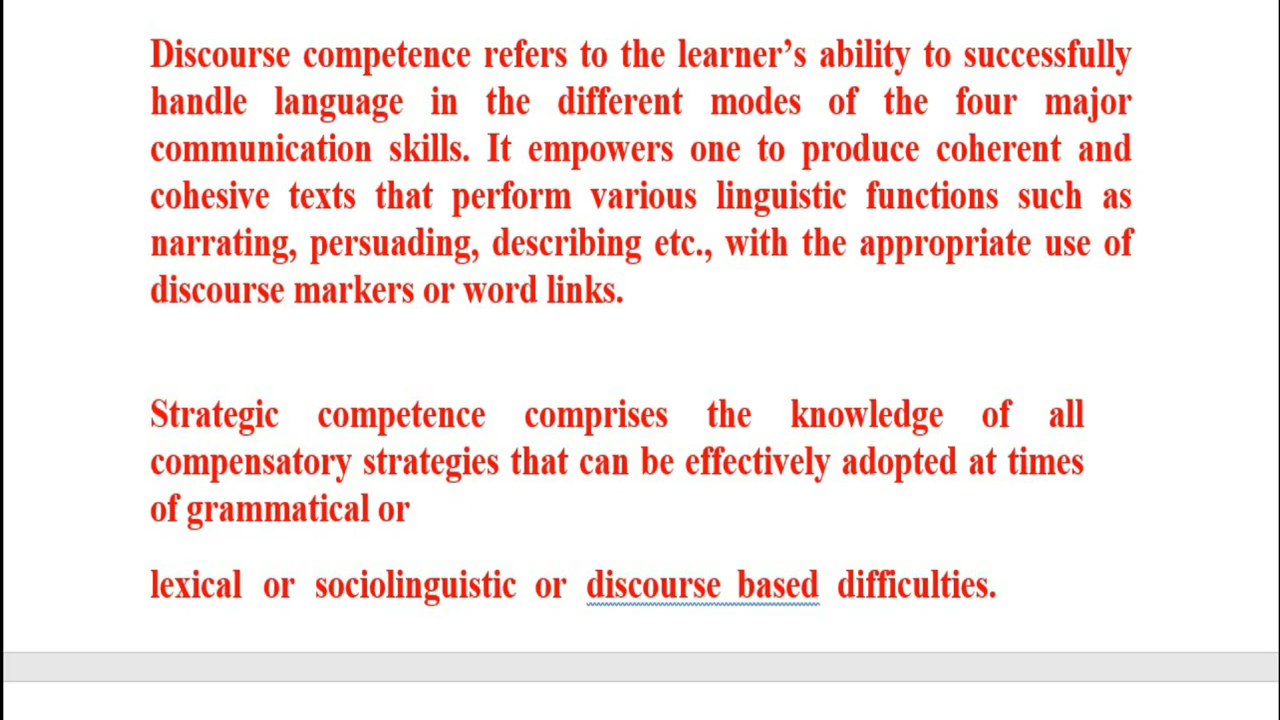 Discourse competence refers to the learner’s ability to successfully
handle language in the different modes of the four major
communication skills. It empowers one to produce coherent and
cohesive texts that perform various linguistic functions such as
narrating, persuading, describing etc., with the appropriate use of
discourse markers or word links.
Strategic competence comprises the knowledge of all
compensatory strategies that can be effectively adopted at times
of grammatical or
lexical or sociolinguistic or discourse based difficulties.